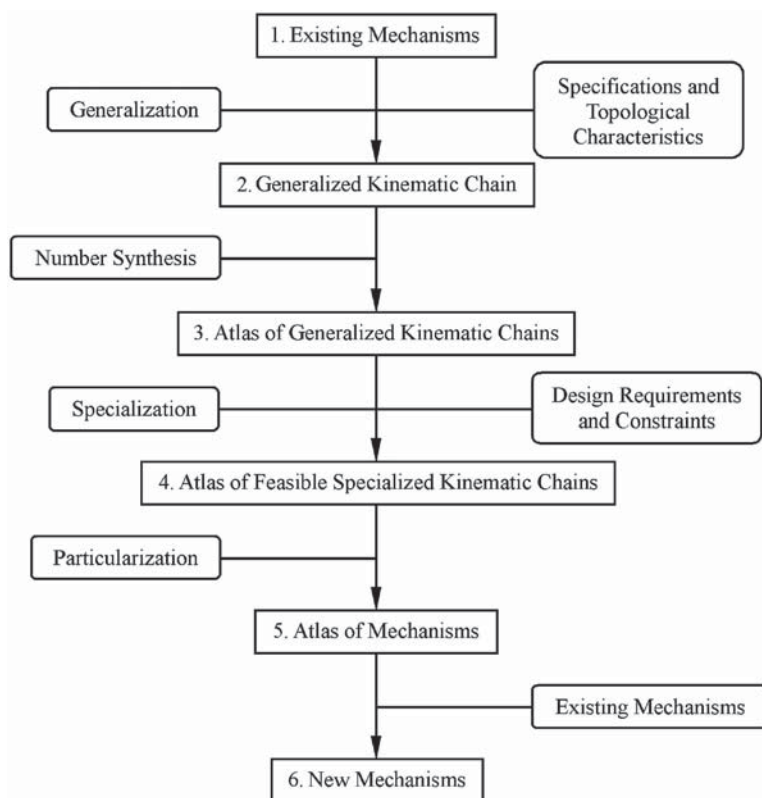 1. Existing Mechanisms
Generalization
Specifications and
Topological
Characteristics
2. Generalized Kinematic Chain
Number Synthesis
3. Atlas of Generalized Kinematic Chains
Specialization
Design Requirements
and Constraints
4. Atlas of Feasible Specialized Kinematic Chains
Particularization
5. Atlas of Mechanisms
Existing Mechanisms
6. New Mechanisms